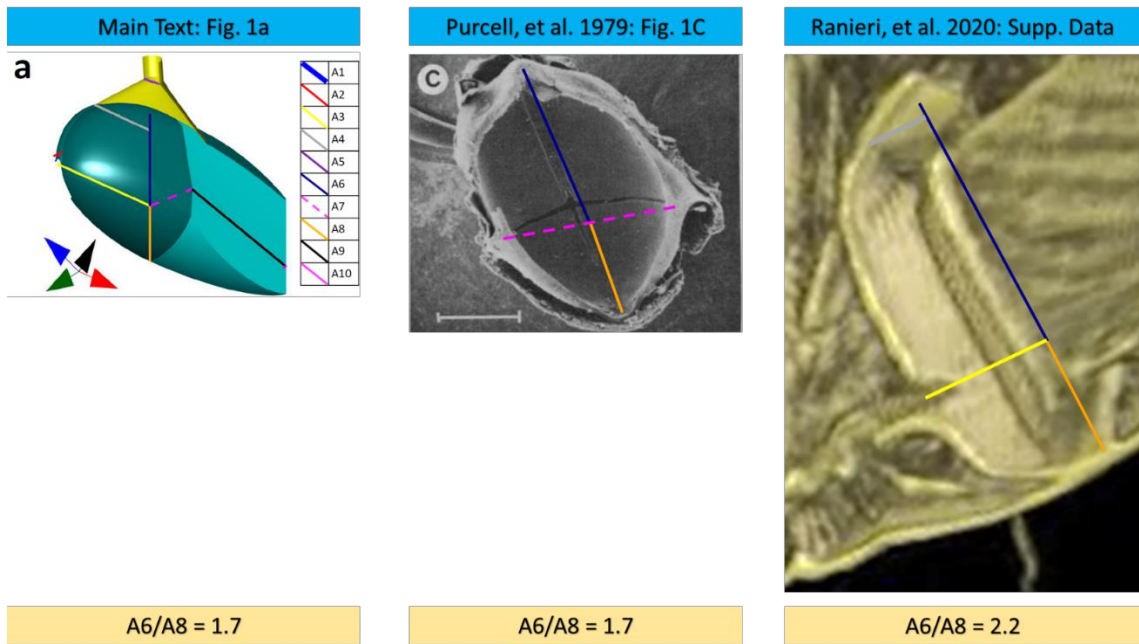 Main Text: Fig. 1a
Purcell, et al. 1979: Fig. 1C
Ranieri, et al. 2020: Supp. Data
a
A1
A2
A3
A4
A5
A6
A7
A8
A9
A10
C
A6/A8 = 1.7
A6/A8 = 1.7
A6/A8 = 2.2